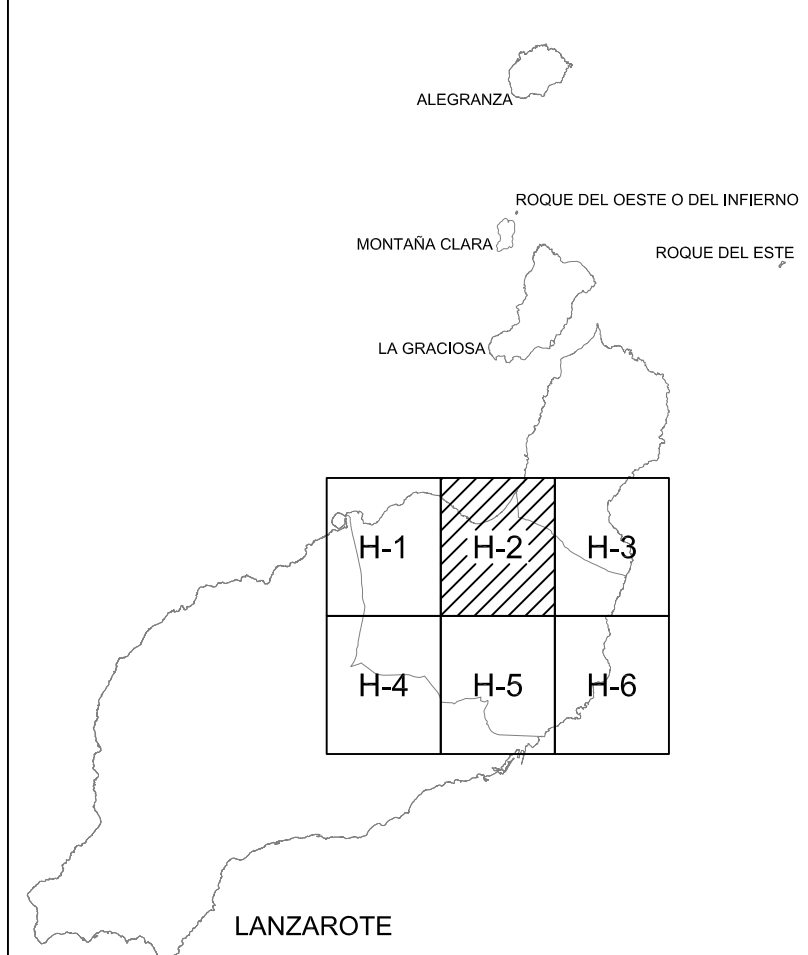 ALEGRANZA
ROQUE DEL OESTE O DEL INFIERNO
MONTAÑA CLARA
ROQUE DEL ESTE
LA GRACIOSA
H-1
H-2
H-3
H-4
H-5
H-6
LANZAROTE